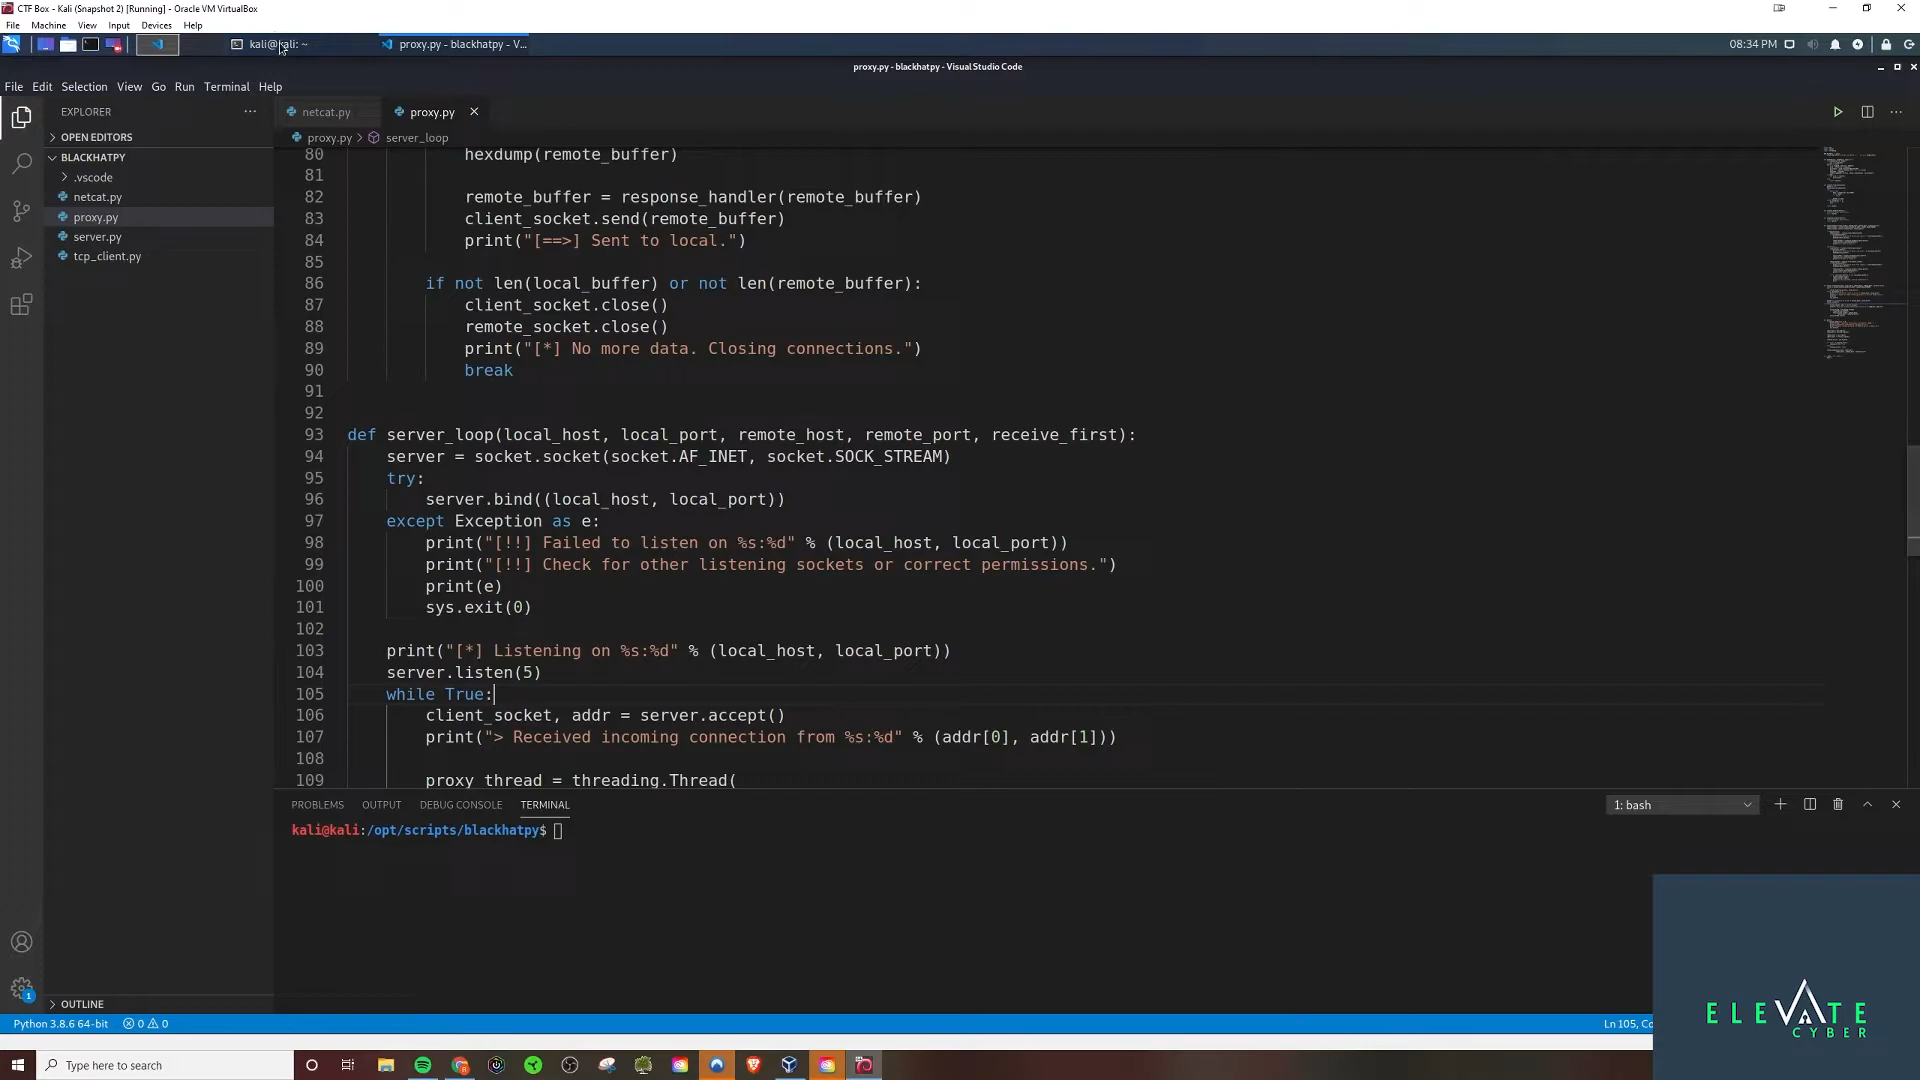 CTF Box - Kali (Snapshot 2) [Running] - Oracle VM VirtualBox
File Machine View Input Devices Help
kali@kali: ~
proxy.py - blackhatpy - V...
08:34 PM
proxy.py - blackhatpy - Visual Studio Code
File Edit Selection View Go Run Terminal Help
EXPLORER
netcat.py
proxy.py
OPEN EDITORS
proxy.py > server_loop
BLACKHATPY
.vscode
netcat.py
proxy.py
server.py
tcp_client.py
80 hexdump(remote_buffer)
81
82 remote_buffer = response_handler(remote_buffer)
83 client_socket.send(remote_buffer)
84 print("[==>] Sent to local.")
85
86 if not len(local_buffer) or not len(remote_buffer):
87 client_socket.close()
88 remote_socket.close()
89 print("[*] No more data. Closing connections.")
90 break
91
92
93 def server_loop(local_host, local_port, remote_host, remote_port, receive_first):
94 server = socket.socket(socket.AF_INET, socket.SOCK_STREAM)
95 try:
96 server.bind((local_host, local_port))
97 except Exception as e:
98 print("[!!] Failed to listen on %s:%d" % (local_host, local_port))
99 print("[!!] Check for other listening sockets or correct permissions.")
100 print(e)
101 sys.exit(0)
102
103 print("[*] Listening on %s:%d" % (local_host, local_port))
104 server.listen(5)
105 while True:
106 client_socket, addr = server.accept()
107 print("> Received incoming connection from %s:%d" % (addr[0], addr[1]))
108
109 proxy_thread = threading.Thread(
PROBLEMS OUTPUT DEBUG CONSOLE TERMINAL
1: bash
kali@kali:/opt/scripts/blackhatpy$
1
OUTLINE
Python 3.8.6 64-bit 0 0
Ln 105, Co
ELEVATE
CYBER
Type here to search